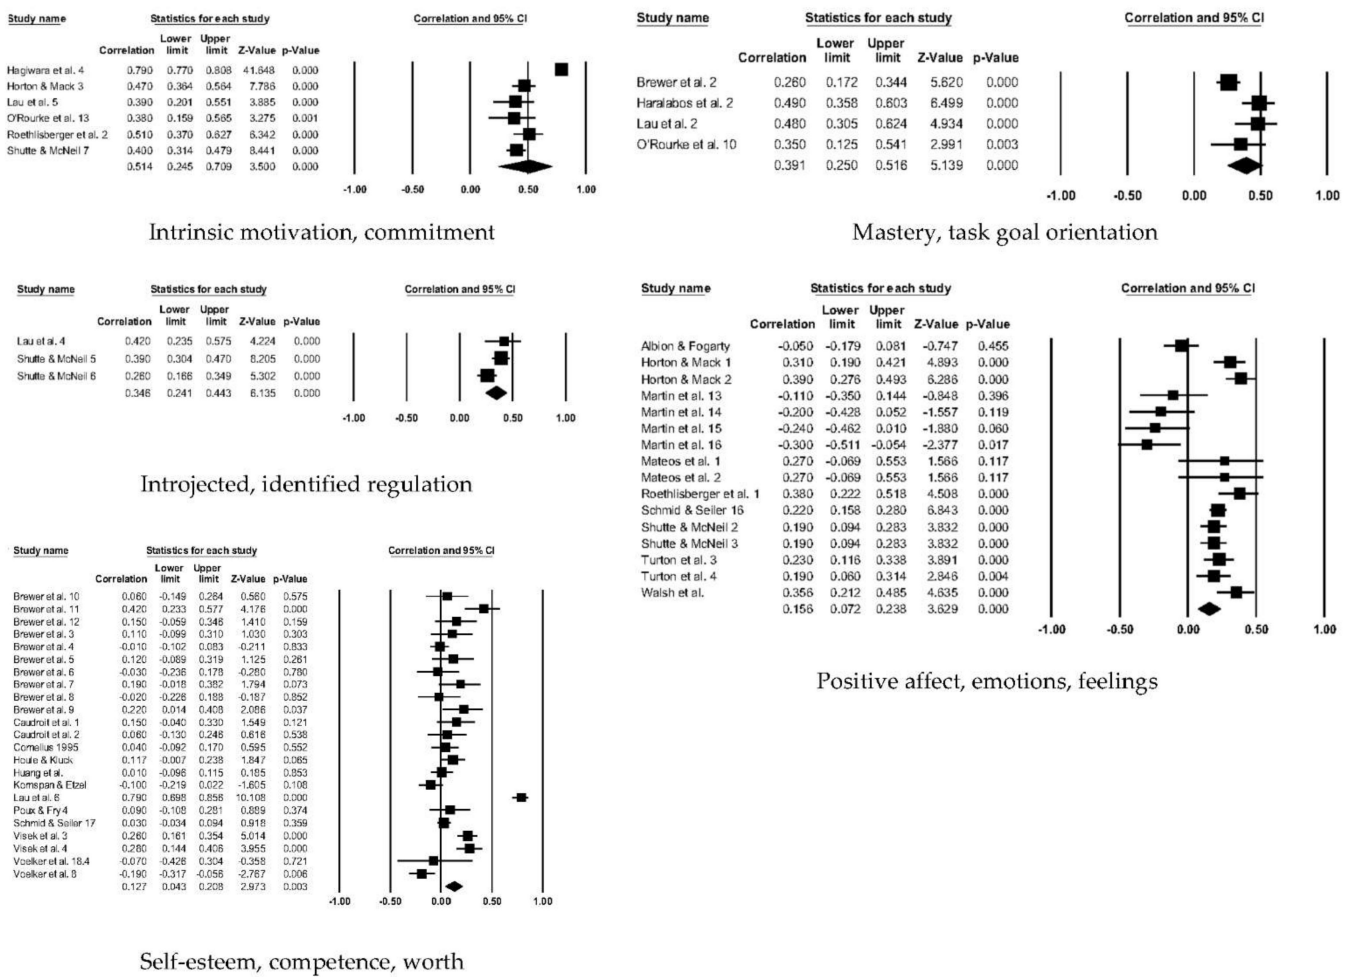 Study name Statistics for each study Correlation and 95% CI
Correlation Lower limit Upper limit Z-Value p-Value
Hagiwara et al. 4 0.790 0.770 0.808 41.648 0.000
Horton & Mack 3 0.470 0.364 0.564 7.786 0.000
Lau et al. 5 0.390 0.201 0.551 3.885 0.000
O'Rourke et al. 13 0.380 0.159 0.565 3.275 0.001
Roethlisberger et al. 2 0.510 0.370 0.627 6.342 0.000
Shutte & McNeil 7 0.400 0.314 0.479 8.441 0.000
0.514 0.245 0.709 3.500 0.000
-1.00 -0.50 0.00 0.50 1.00
Intrinsic motivation, commitment
Study name Statistics for each study Correlation and 95% CI
Correlation Lower limit Upper limit Z-Value p-Value
Brewer et al. 2 0.260 0.172 0.344 5.620 0.000
Haralabos et al. 2 0.490 0.358 0.603 6.499 0.000
Lau et al. 2 0.480 0.305 0.624 4.934 0.000
O'Rourke et al. 10 0.350 0.125 0.541 2.991 0.003
0.391 0.250 0.516 5.139 0.000
-1.00 -0.50 0.00 0.50 1.00
Mastery, task goal orientation
Study name Statistics for each study Correlation and 95% CI
Correlation Lower limit Upper limit Z-Value p-Value
Lau et al. 4 0.420 0.235 0.575 4.224 0.000
Shutte & McNeil 5 0.390 0.304 0.470 8.205 0.000
Shutte & McNeil 6 0.260 0.166 0.349 5.302 0.000
0.346 0.241 0.443 6.135 0.000
-1.00 -0.50 0.00 0.50 1.00
Introjected, identified regulation
Study name Statistics for each study Correlation and 95% CI
Correlation Lower limit Upper limit Z-Value p-Value
Albion & Fogarty -0.050 -0.179 0.081 -0.747 0.455
Horton & Mack 1 0.310 0.190 0.421 4.893 0.000
Horton & Mack 2 0.390 0.276 0.493 6.286 0.000
Martin et al. 13 -0.110 -0.350 0.144 -0.848 0.396
Martin et al. 14 -0.200 -0.428 0.052 -1.557 0.119
Martin et al. 15 -0.240 -0.462 0.010 -1.880 0.060
Martin et al. 16 -0.300 -0.511 -0.054 -2.377 0.017
Mateos et al. 1 0.270 -0.069 0.553 1.566 0.117
Mateos et al. 2 0.270 -0.069 0.553 1.566 0.117
Roethlisberger et al. 1 0.380 0.222 0.518 4.508 0.000
Schmid & Seiler 16 0.220 0.158 0.280 6.843 0.000
Shutte & McNeil 2 0.190 0.094 0.283 3.832 0.000
Shutte & McNeil 3 0.190 0.094 0.283 3.832 0.000
Turton et al. 3 0.230 0.116 0.338 3.891 0.000
Turton et al. 4 0.190 0.060 0.314 2.846 0.004
Walsh et al. 0.356 0.212 0.485 4.635 0.000
0.156 0.072 0.238 3.629 0.000
-1.00 -0.50 0.00 0.50 1.00
Positive affect, emotions, feelings
Study name Statistics for each study Correlation and 95% CI
Correlation Lower limit Upper limit Z-Value p-Value
Brewer et al. 10 0.060 -0.149 0.264 0.560 0.575
Brewer et al. 11 0.420 0.233 0.577 4.176 0.000
Brewer et al. 12 0.150 -0.059 0.346 1.410 0.159
Brewer et al. 3 0.110 -0.099 0.310 1.030 0.303
Brewer et al. 4 -0.010 -0.102 0.083 -0.211 0.833
Brewer et al. 5 0.120 -0.089 0.319 1.125 0.261
Brewer et al. 6 -0.030 -0.236 0.178 -0.280 0.780
Brewer et al. 7 0.190 -0.018 0.382 1.794 0.073
Brewer et al. 8 -0.020 -0.226 0.188 -0.187 0.852
Brewer et al. 9 0.220 0.014 0.408 2.086 0.037
Caudroit et al. 1 0.150 -0.040 0.330 1.549 0.121
Caudroit et al. 2 0.060 -0.130 0.246 0.616 0.538
Cornelius 1995 0.040 -0.092 0.170 0.595 0.552
Houle & Kluck 0.117 -0.007 0.238 1.847 0.065
Huang et al. 0.010 -0.096 0.115 0.185 0.853
Kornspan & Etzel -0.100 -0.219 0.022 -1.605 0.108
Lau et al. 6 0.790 0.698 0.856 10.108 0.000
Poux & Fry 4 0.090 -0.108 0.281 0.889 0.374
Schmid & Seiler 17 0.030 -0.034 0.094 0.918 0.359
Visek et al. 3 0.260 0.161 0.354 5.014 0.000
Visek et al. 4 0.280 0.144 0.406 3.955 0.000
Voelker et al. 18.4 -0.070 -0.426 0.304 -0.358 0.721
Voelker et al. 8 -0.190 -0.317 -0.056 -2.767 0.006
0.127 0.043 0.208 2.973 0.003
-1.00 -0.50 0.00 0.50 1.00
Self-esteem, competence, worth